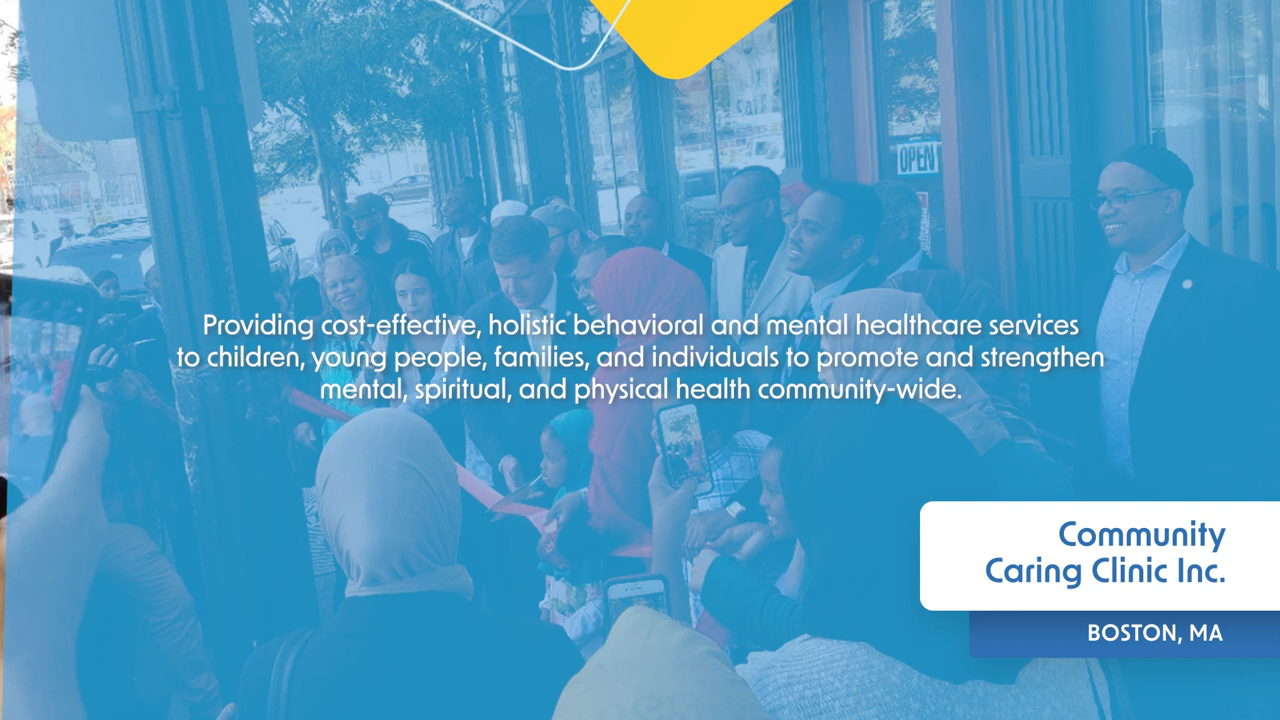 OPEN
Providing cost-effective, holistic behavioral and mental healthcare services
to children, young people, families, and individuals to promote and strengthen
mental, spiritual, and physical health community-wide.
Community
Caring Clinic Inc.
BOSTON, MA